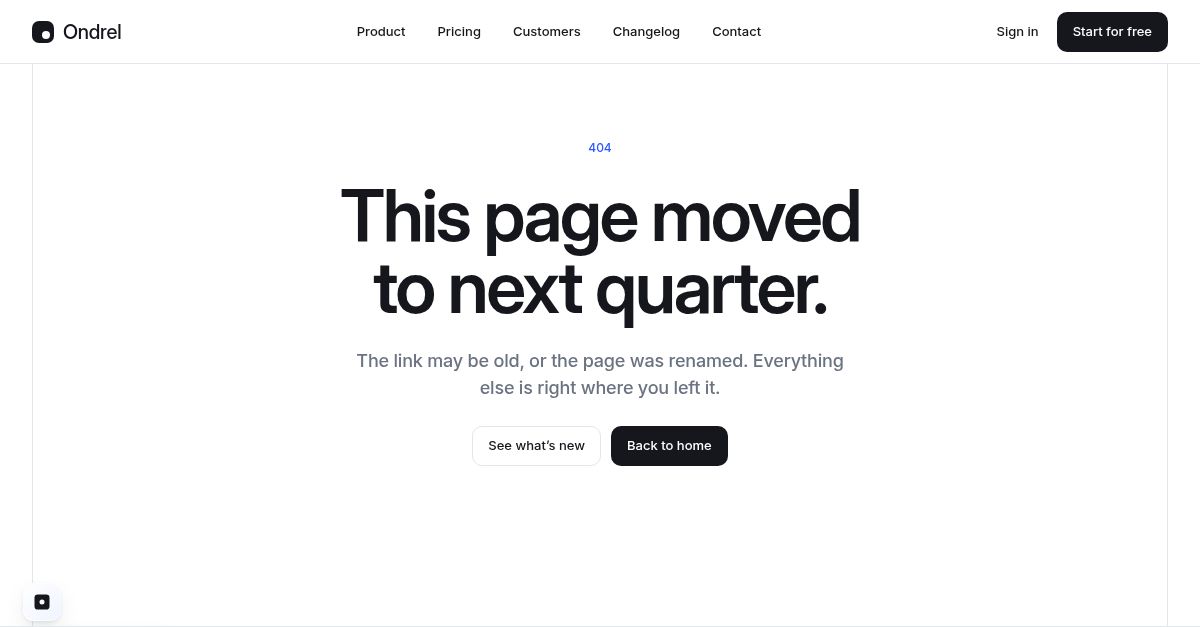 Ondrel
Product
Pricing
Customers
Changelog
Contact
Sign in
Start for free
404
This page moved
to next quarter.
The link may be old, or the page was renamed. Everything
else is right where you left it.
See what’s new
Back to home